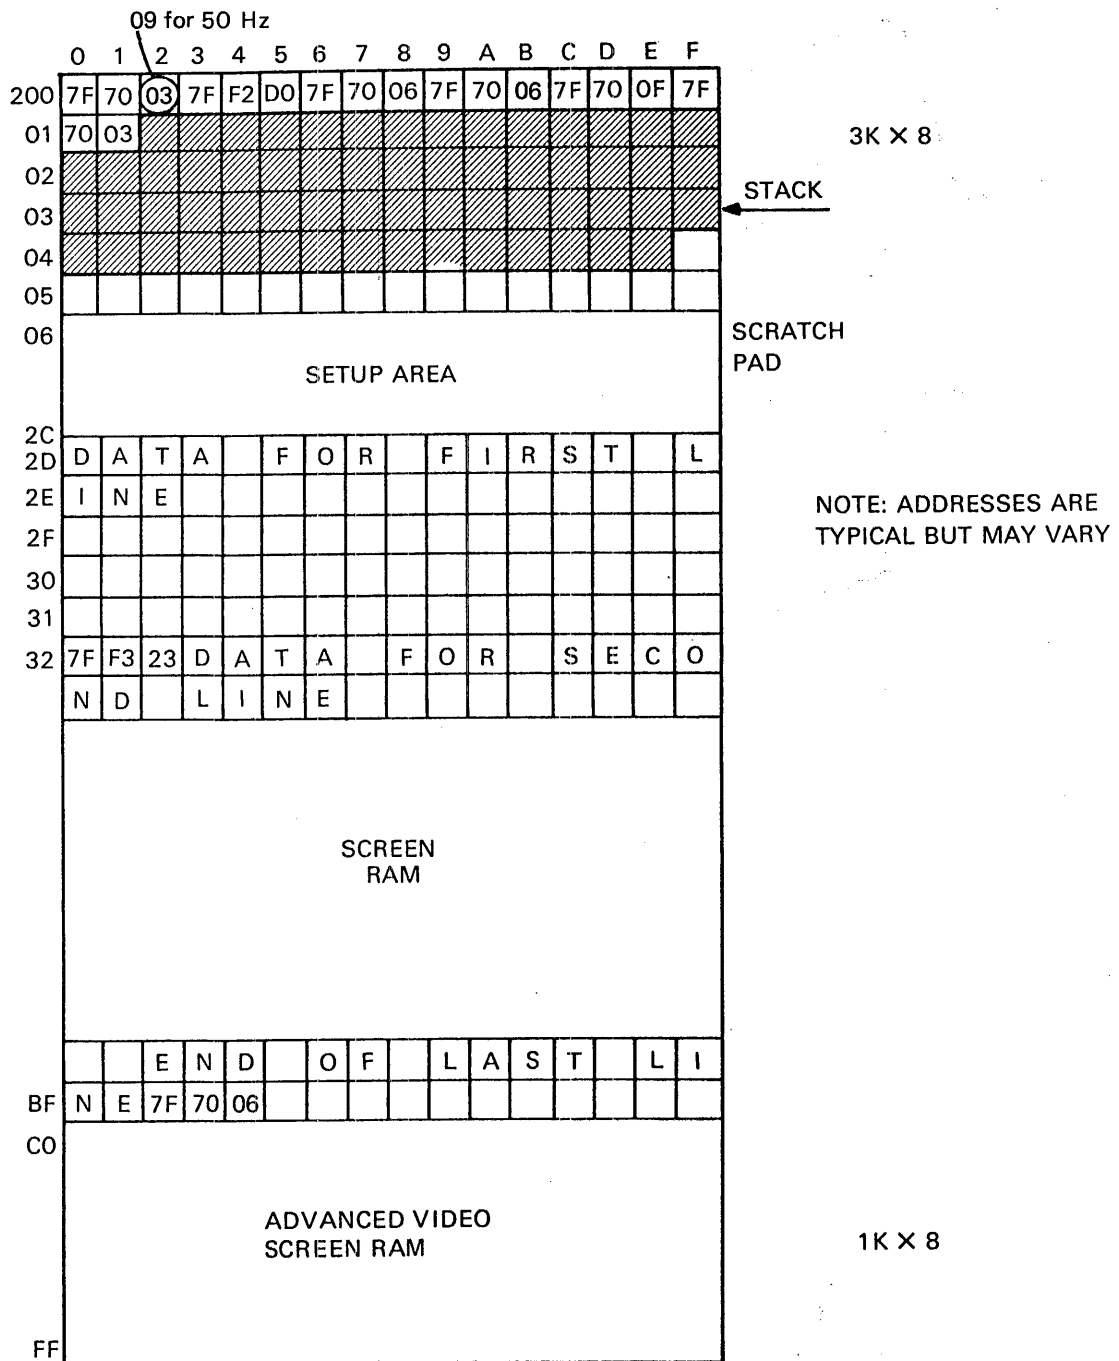 09 for 50 Hz
0 1 2 3 4 5 6 7 8 9 A B C D E F
200 7F 70 03 7F F2 D0 7F 70 06 7F 70 06 7F 70 0F 7F
01 70 03
3K X 8
02
STACK
03
04
05
06
SCRATCH
PAD
SETUP AREA
2C
2D D A T A F O R F I R S T L
2E I N E
NOTE: ADDRESSES ARE
TYPICAL BUT MAY VARY
2F
30
31
32 7F F3 23 D A T A F O R S E C O
N D L I N E
SCREEN
RAM
E N D O F L A S T L I
BF N E 7F 70 06
C0
ADVANCED VIDEO
SCREEN RAM
1K X 8
FF